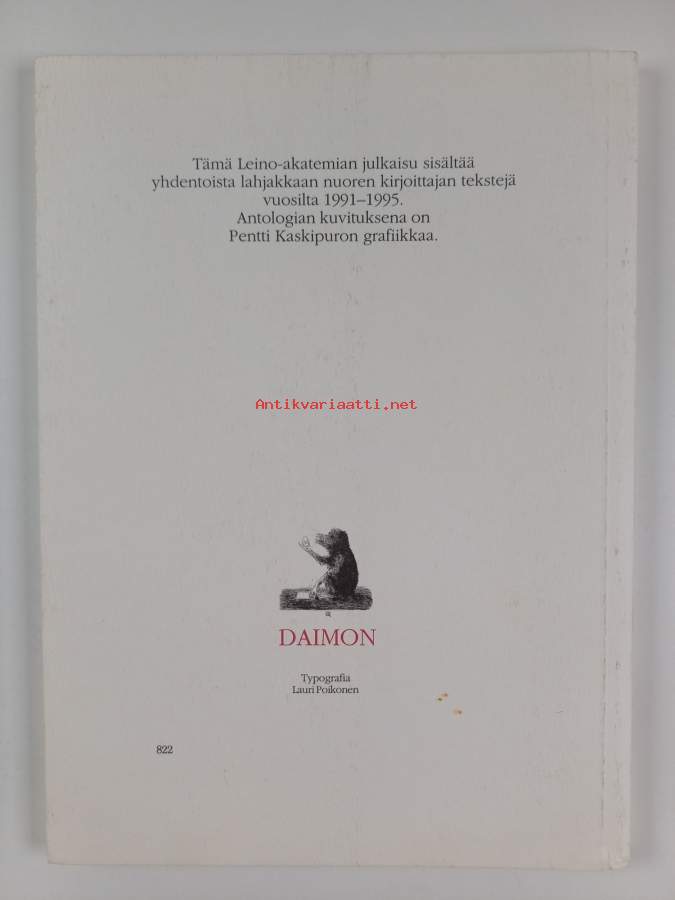 Tämä Leino-akatemian julkaisu sisältää
yhdentoista lahjakkaan nuoren kirjoittajan tekstejä
vuosilta 1991–1995.
Antologian kuvituksena on
Pentti Kaskipuron grafiikkaa.
Antikvariaatti.net
DAIMON
Typografia
Lauri Poikonen
822